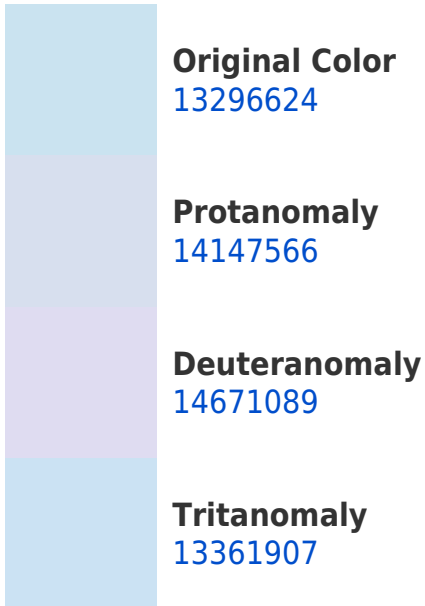 Original Color
13296624
Protanomaly
14147566
Deuteranomaly
14671089
Tritanomaly
13361907